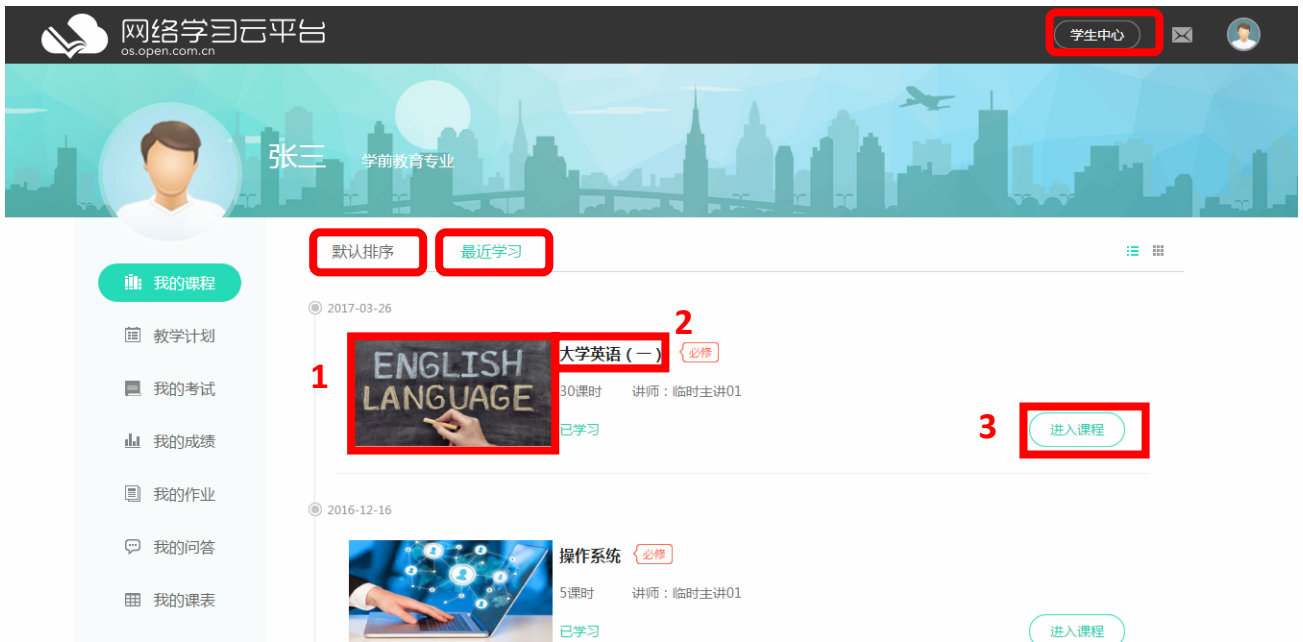 网络学习云平台
os.open.com.cn
学生中心
张三 学前教育专业
默认排序 最近学习
我的课程
教学计划
我的考试
我的成绩
我的作业
我的问答
我的课表
2017-03-26
1
ENGLISH
LANGUAGE
2
大学英语（一） 必修
30课时 讲师：临时主讲01
已学习
3
进入课程
2016-12-16
操作系统 必修
5课时 讲师：临时主讲01
已学习
进入课程